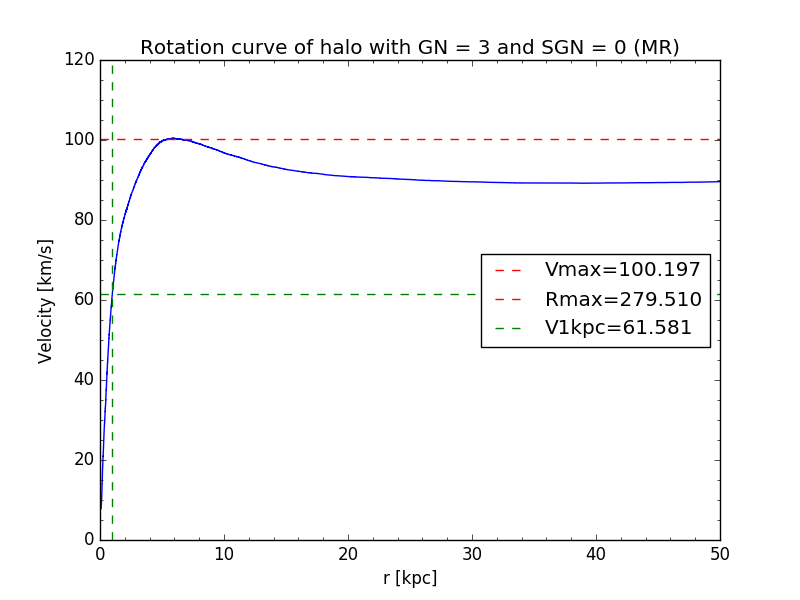 Rotation curve of halo with GN = 3 and SGN = 0 (MR)
120
100
80
60
40
20
0
Velocity [km/s]
Vmax=100.197
Rmax=279.510
V1kpc=61.581
0 10 20 30 40 50
r [kpc]